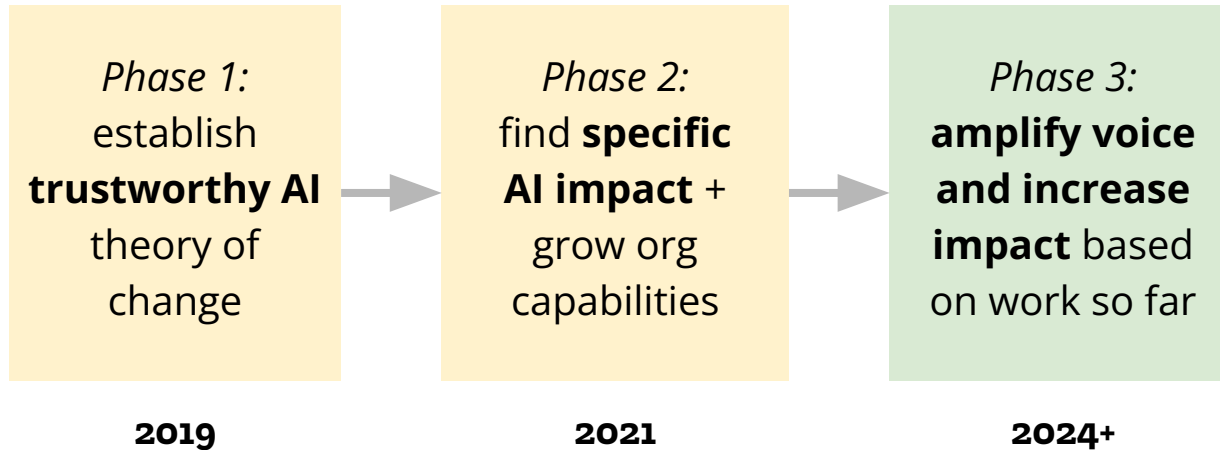 Phase 1:
establish
trustworthy AI
theory of
change
Phase 2:
find specific
AI impact +
grow org
capabilities
Phase 3:
amplify voice
and increase
impact based
on work so far
2019
2021
2024+